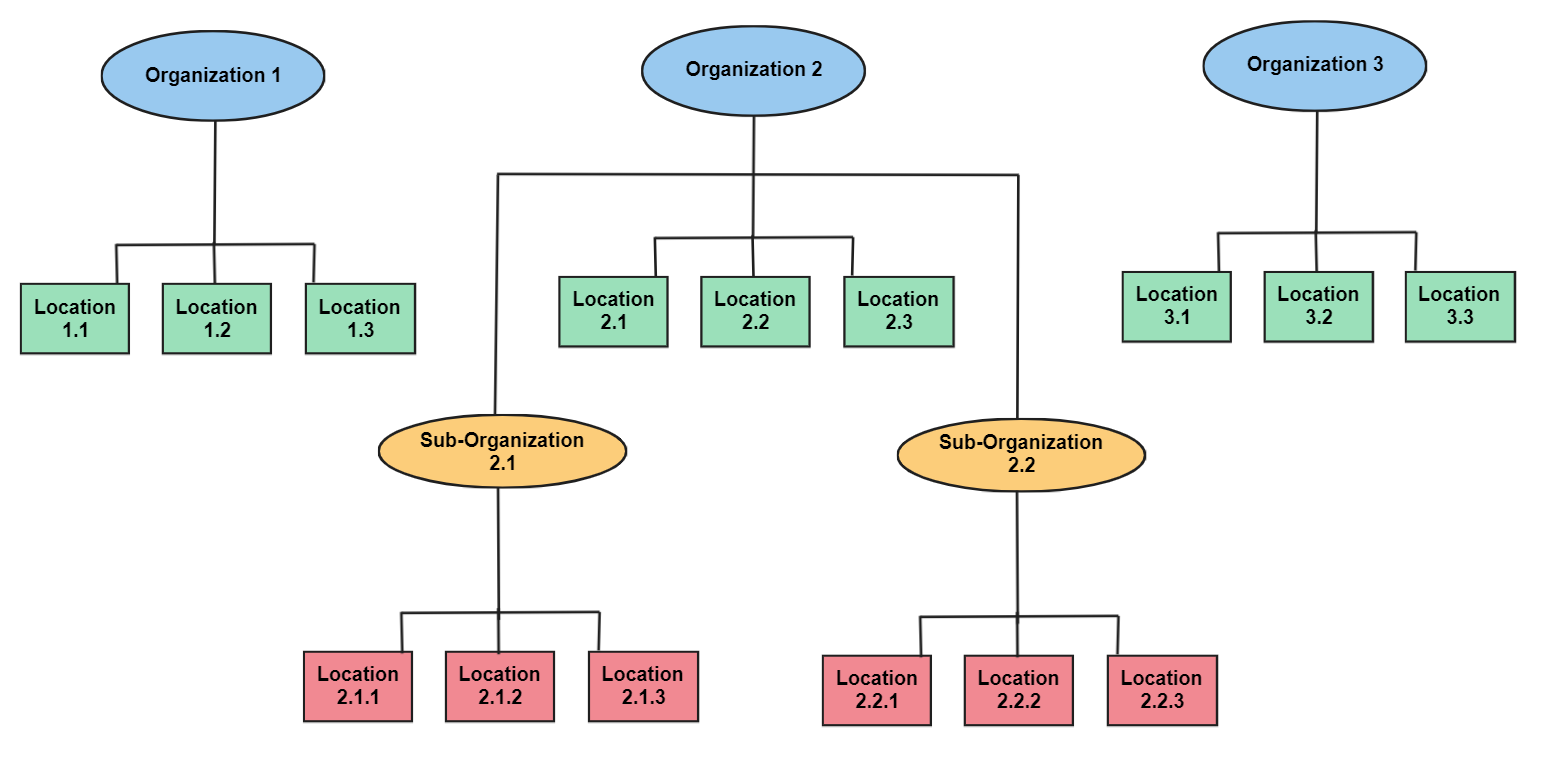 Organization 1
Organization 2
Organization 3
Location
1.1
Location
1.2
Location
1.3
Location
2.1
Location
2.2
Location
2.3
Location
3.1
Location
3.2
Location
3.3
Sub-Organization
2.1
Sub-Organization
2.2
Location
2.1.1
Location
2.1.2
Location
2.1.3
Location
2.2.1
Location
2.2.2
Location
2.2.3